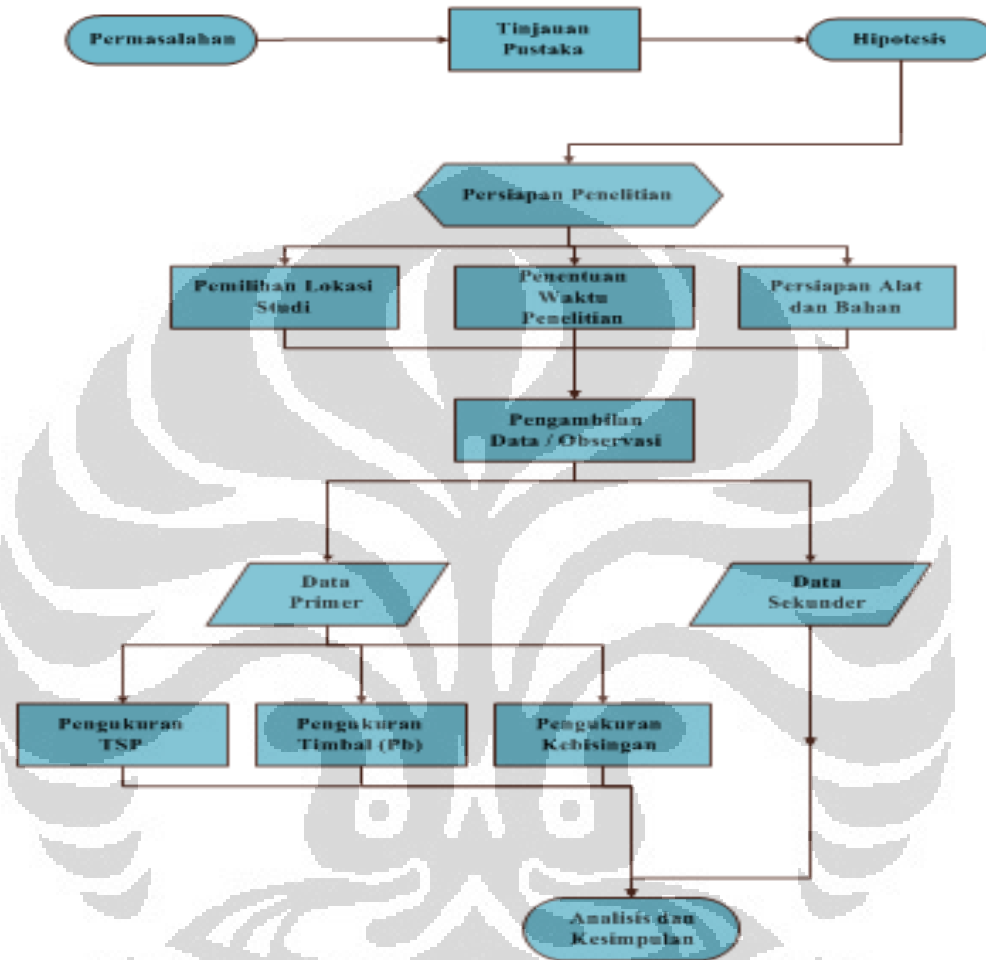 Permasalahan
Tinjauan
Pustaka
Hipotesis
Persiapan Penelitian
Pemilihan Lokasi
Studi
Penentuan
Waktu
Penelitian
Persiapan Alat
dan Bahan
Pengambilan
Data / Observasi
Data
Primer
Data
Sekunder
Pengukuran
TSP
Pengukuran
Timbal (Pb)
Pengukuran
Kebisingan
Analisis dan
Kesimpulan